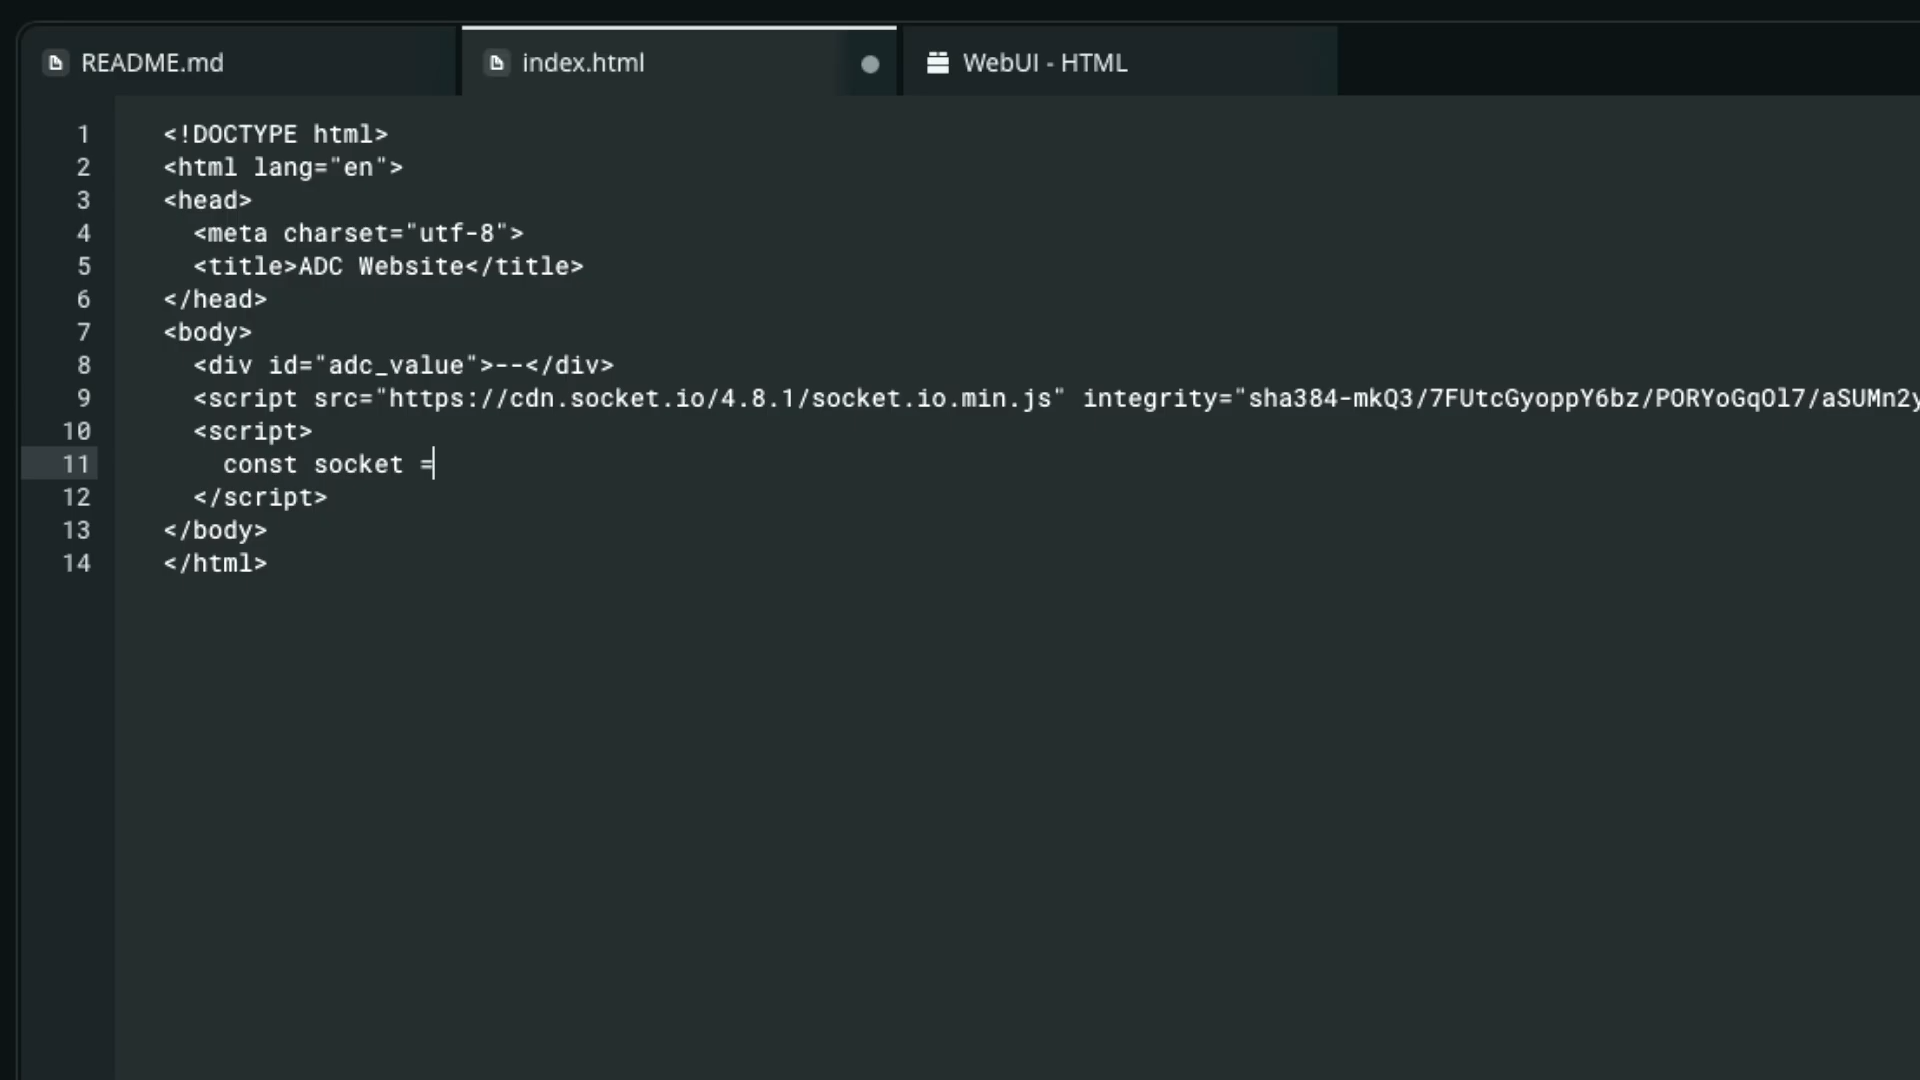 README.md
index.html
WebUI - HTML
1 <!DOCTYPE html>
2 <html lang="en">
3 <head>
4   <meta charset="utf-8">
5   <title>ADC Website</title>
6 </head>
7 <body>
8   <div id="adc_value">--</div>
9   <script src="https://cdn.socket.io/4.8.1/socket.io.min.js" integrity="sha384-mkQ3/7FUtcGyoppY6bz/PORYoGqOl7/aSUMn2y
10   <script>
11     const socket =
12   </script>
13 </body>
14 </html>